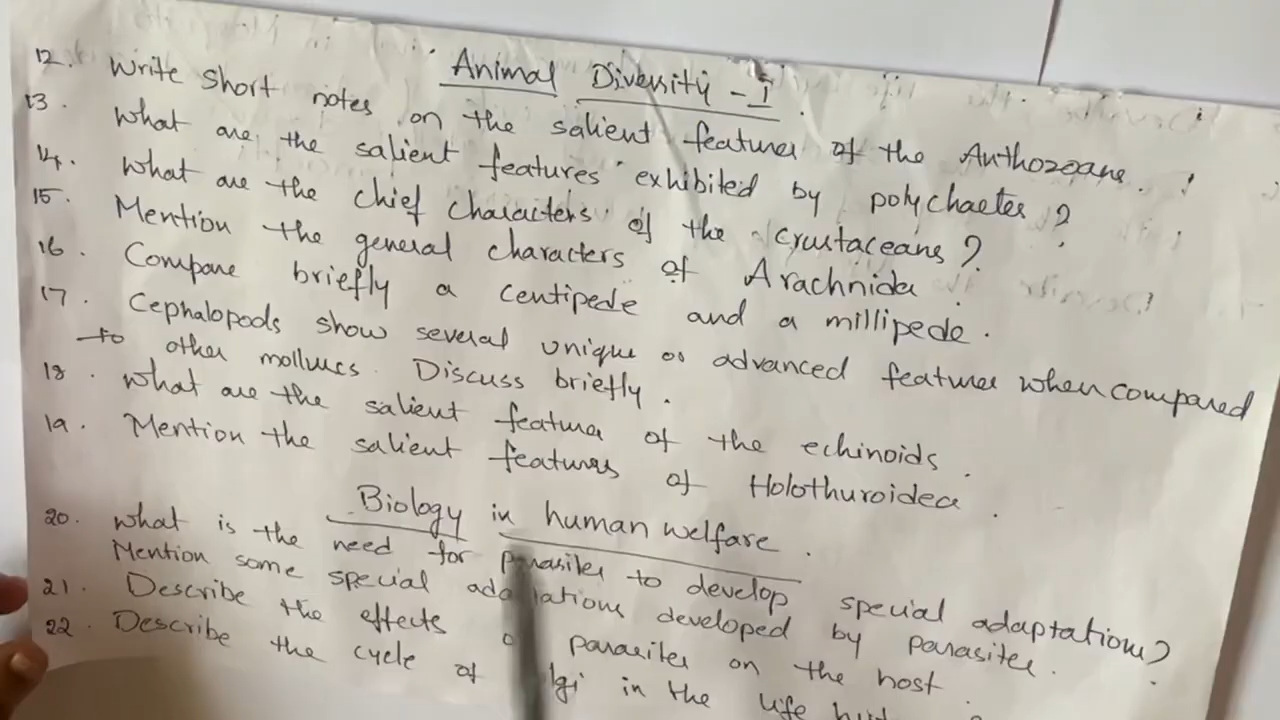 Animal Diversity - I
12. Write short notes on the salient features of the Anthozoans.
13. What are the salient features exhibited by polychaetes?
14. What are the chief characters of the crustaceans?
15. Mention the general characters of Arachnida.
16. Compare briefly a centipede and a millipede.
17. Cephalopods show several unique or advanced features when compared
to other molluscs. Discuss briefly.
18. What are the salient features of the echinoids.
19. Mention the salient features of Holothuroidea.
Biology in human welfare.
20. What is the need for parasites to develop special adaptations?
Mention some special adaptations developed by parasites.
21. Describe the effects of parasites on the host.
22. Describe the cycle of in the life